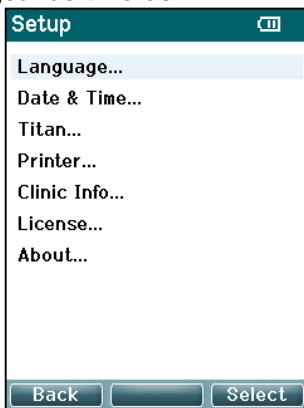 Setup
Language...
Date & Time...
Titan...
Printer...
Clinic Info...
License...
About...
Back Select